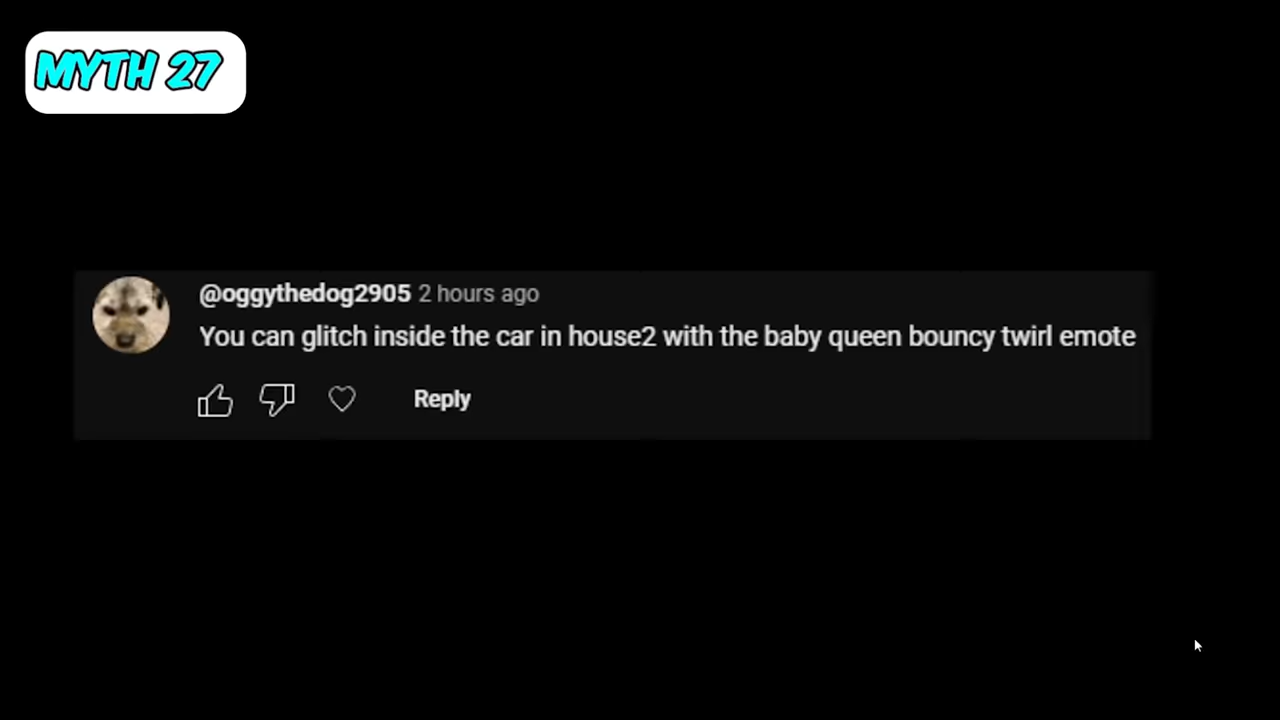 MYTH 27
@oggythedog2905 2 hours ago
You can glitch inside the car in house2 with the baby queen bouncy twirl emote
Reply